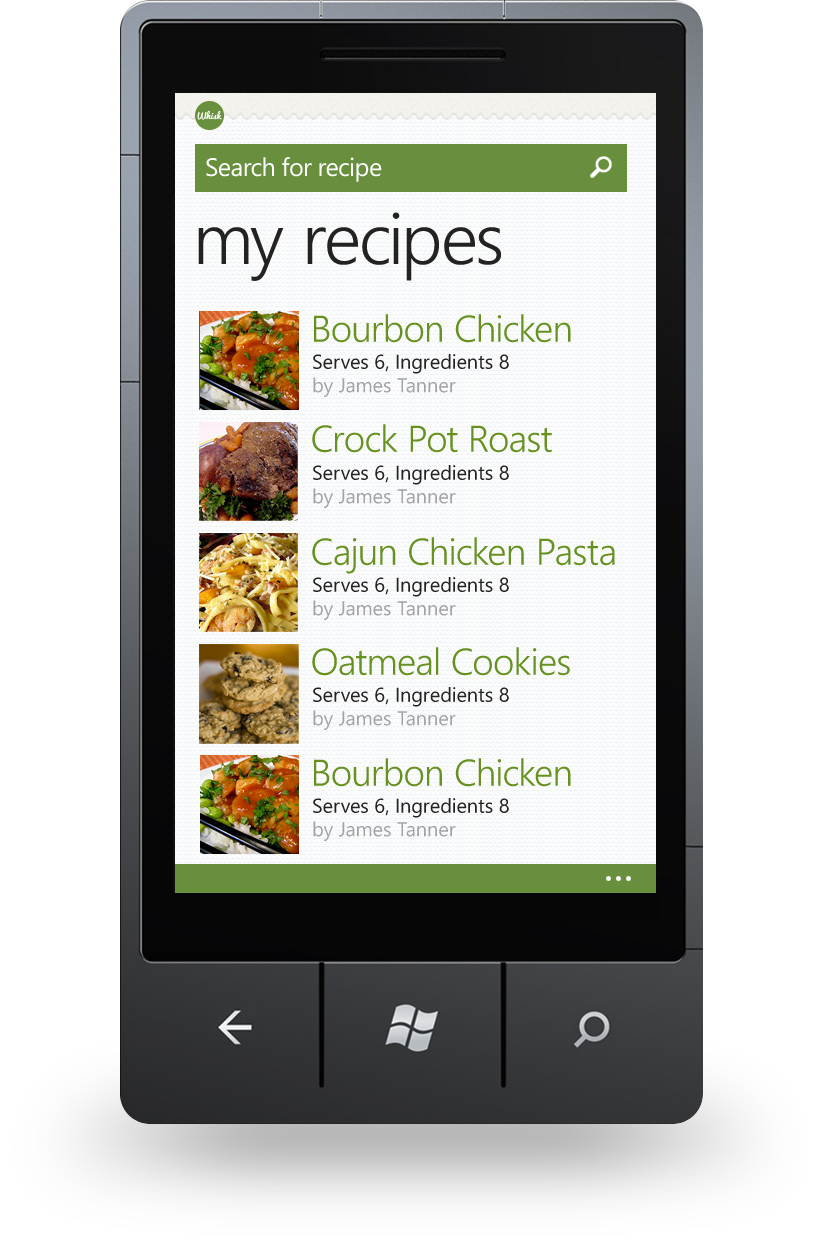 Whisk
Search for recipe
my recipes
Bourbon Chicken
Serves 6, Ingredients 8
by James Tanner
Crock Pot Roast
Serves 6, Ingredients 8
by James Tanner
Cajun Chicken Pasta
Serves 6, Ingredients 8
by James Tanner
Oatmeal Cookies
Serves 6, Ingredients 8
by James Tanner
Bourbon Chicken
Serves 6, Ingredients 8
by James Tanner